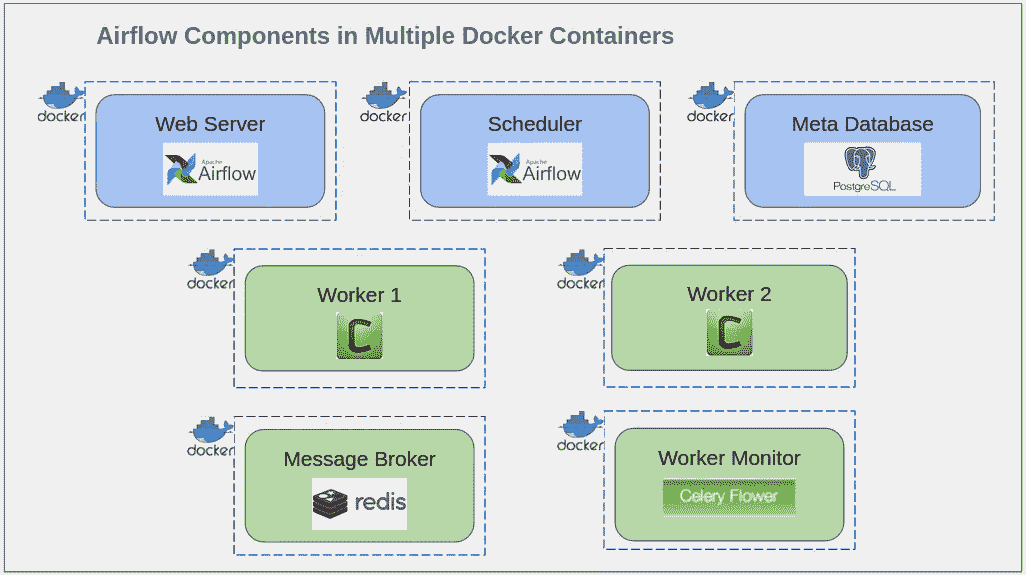 Airflow Components in Multiple Docker Containers
docker
Web Server
Apache
Airflow
docker
Scheduler
Apache
Airflow
docker
Meta Database
PostgreSQL
docker
Worker 1
C
docker
Worker 2
C
docker
Message Broker
redis
docker
Worker Monitor
Celery Flower